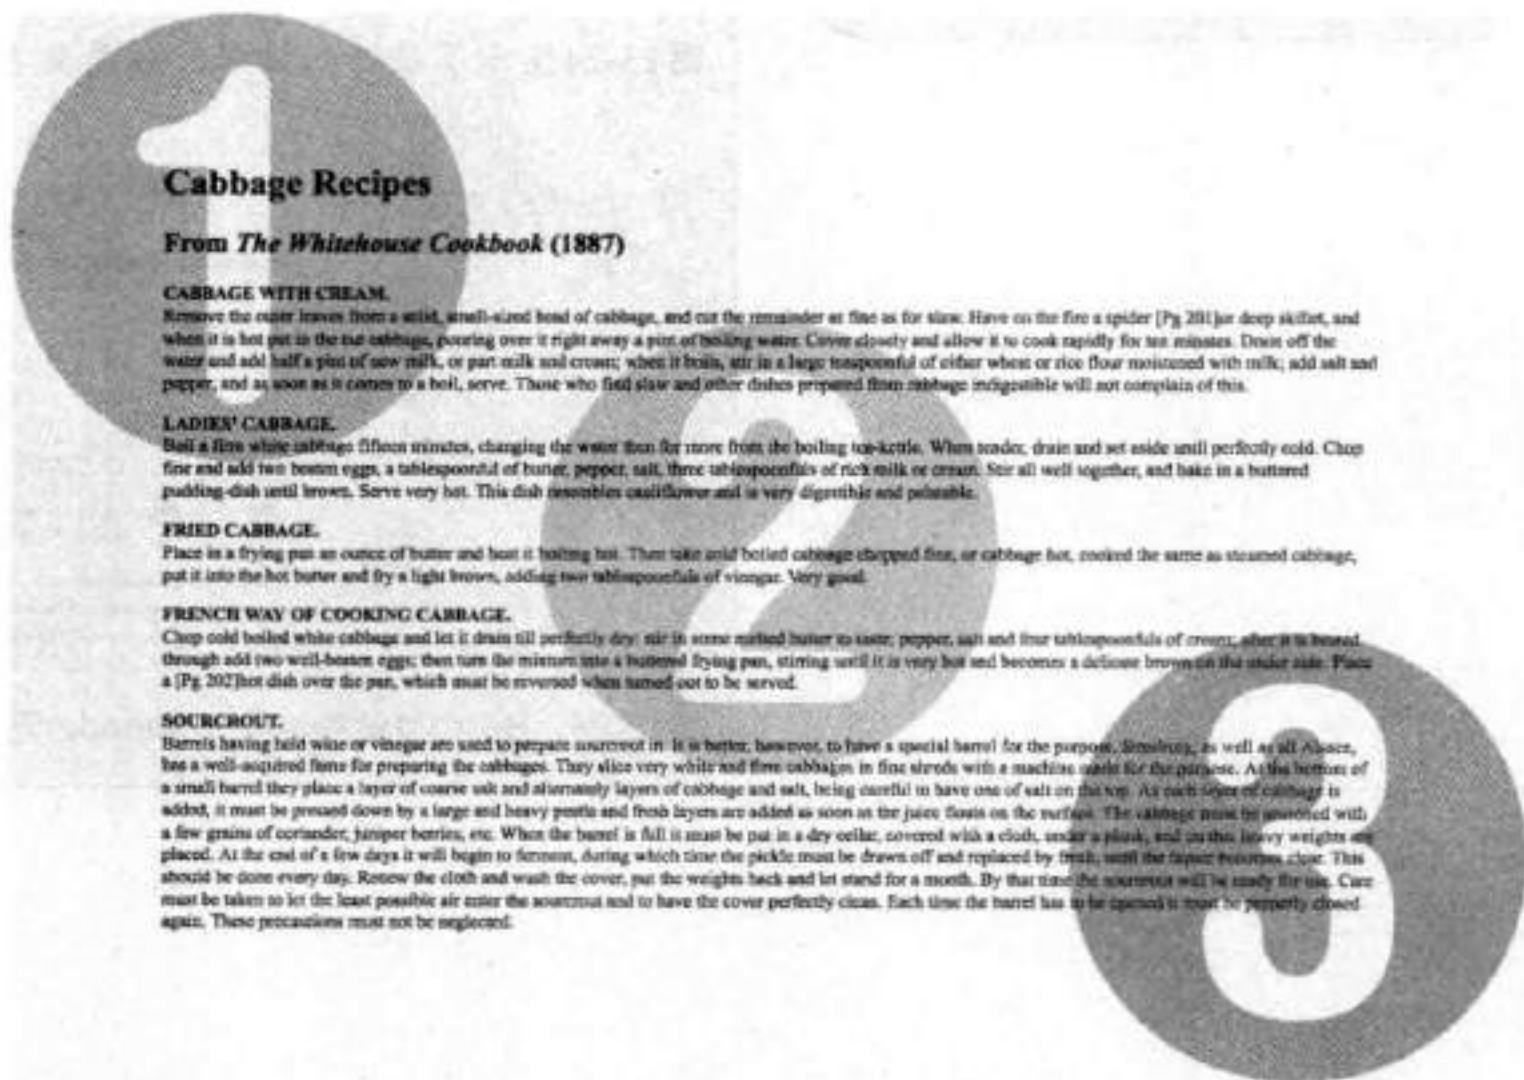 1
2
3
Cabbage Recipes
From The Whitehouse Cookbook (1887)
CABBAGE WITH CREAM.
Remove the outer leaves from a solid, small-sized head of cabbage, and cut the remainder as fine as for slaw. Have on the fire a spider [Pg 201]or deep skillet, and
when it is hot put in the cut cabbage, pouring over it right away a pint of boiling water. Cover closely and allow it to cook rapidly for ten minutes. Drain off the
water and add half a pint of new milk, or part milk and cream; when it boils, stir in a large teaspoonful of either wheat or rice flour moistened with milk; add salt and
pepper, and as soon as it comes to a boil, serve. Those who find slaw and other dishes prepared from cabbage indigestible will not complain of this.
LADIES' CABBAGE.
Boil a firm white cabbage fifteen minutes, changing the water then for more from the boiling tea-kettle. When tender, drain and set aside until perfectly cold. Chop
fine and add two beaten eggs, a tablespoonful of butter, pepper, salt, three tablespoonfuls of rich milk or cream. Stir all well together, and bake in a buttered
pudding-dish until brown. Serve very hot. This dish resembles cauliflower and is very digestible and palatable.
FRIED CABBAGE.
Place in a frying pan an ounce of butter and heat it boiling hot. Then take cold boiled cabbage chopped fine, or cabbage hot, cooked the same as steamed cabbage,
put it into the hot butter and fry a light brown, adding two tablespoonfuls of vinegar. Very good.
FRENCH WAY OF COOKING CABBAGE.
Chop cold boiled white cabbage and let it drain till perfectly dry: stir in some melted butter to taste; pepper, salt and four tablespoonfuls of cream; after it is heated
through add two well-beaten eggs; then turn the mixture into a buttered frying pan, stirring until it is very hot and becomes a delicate brown on the under side. Place
a [Pg 202]hot dish over the pan, which must be reversed when turned out to be served.
SOURCROUT.
Barrels having held wine or vinegar are used to prepare sourcrout in. It is better, however, to have a special barrel for the purpose. Strasburg, as well as all Alsace,
has a well-acquired fame for preparing the cabbages. They slice very white and firm cabbages in fine shreds with a machine made for the purpose. At the bottom of
a small barrel they place a layer of coarse salt and alternately layers of cabbage and salt, being careful to have one of salt on the top. As each layer of cabbage is
added, it must be pressed down by a large and heavy pestle and fresh layers are added as soon as the juice floats on the surface. The cabbage must be seasoned with
a few grains of coriander, juniper berries, etc. When the barrel is full it must be put in a dry cellar, covered with a cloth, under a plank, and on this heavy weights are
placed. At the end of a few days it will begin to ferment, during which time the pickle must be drawn off and replaced by fresh, until the liquor becomes clear. This
should be done every day. Renew the cloth and wash the cover, put the weights back and let stand for a month. By that time the sourcrout will be ready for use. Care
must be taken to let the least possible air enter the sourcrout and to have the cover perfectly clean. Each time the barrel has to be opened it must be properly closed
again. These precautions must not be neglected.